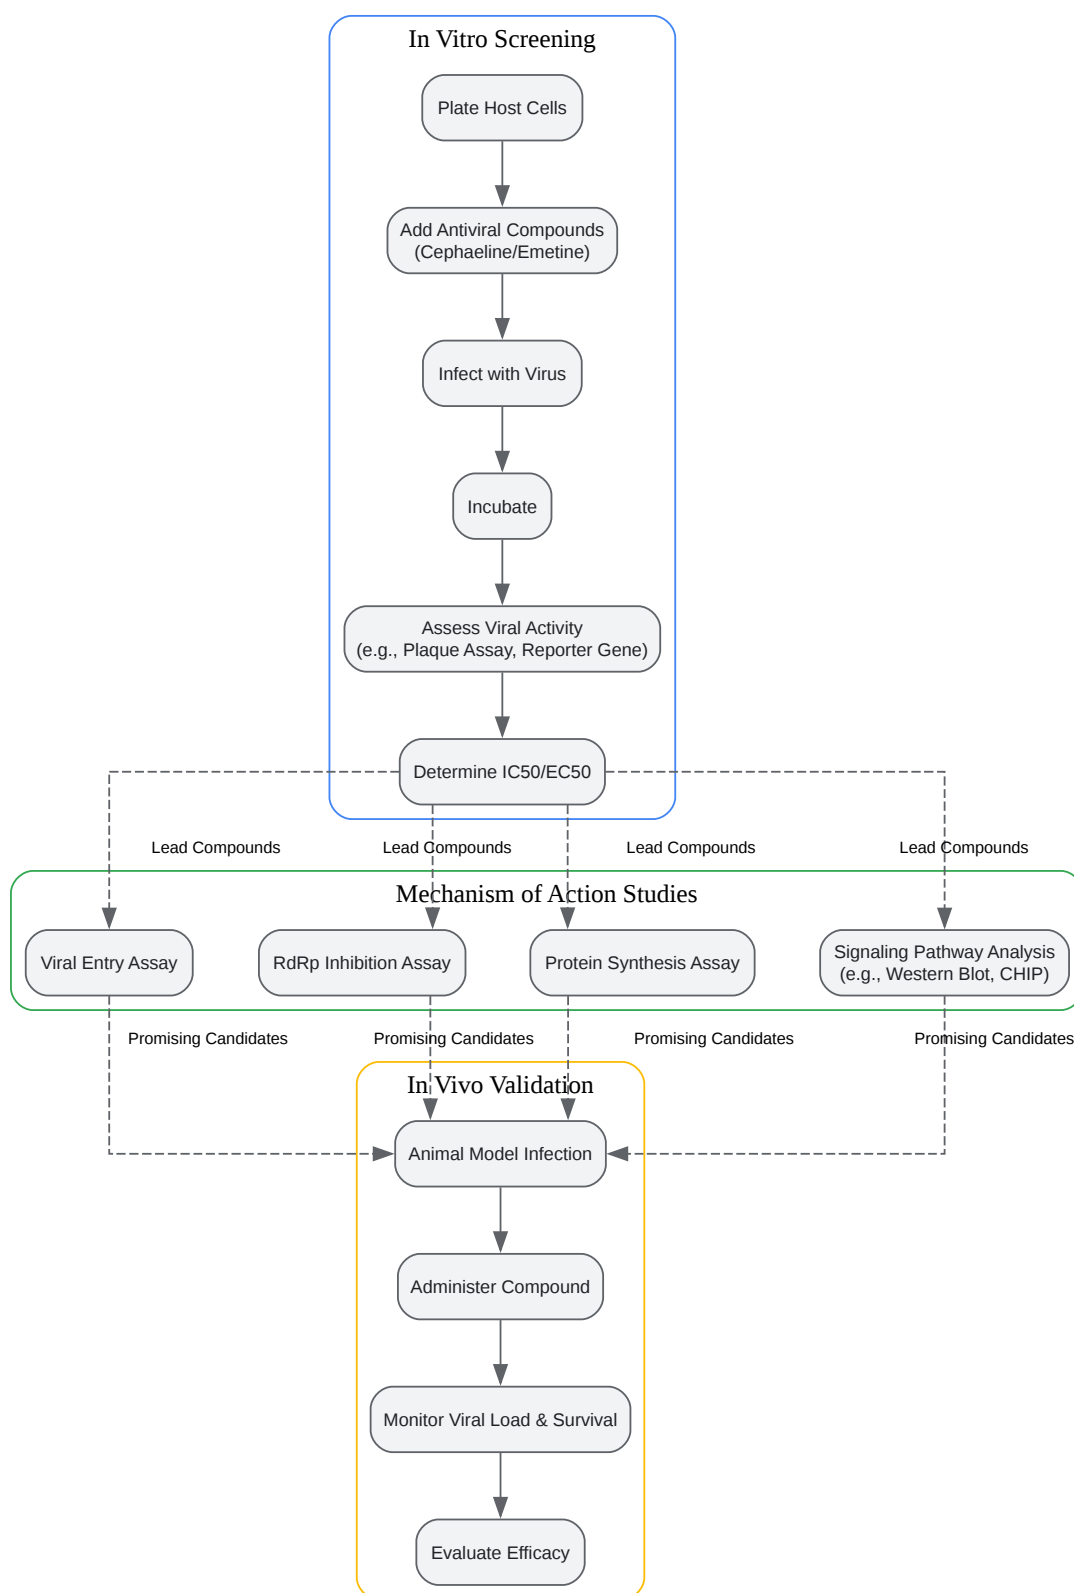 In Vitro Screening
Plate Host Cells
Add Antiviral Compounds
(Cephaeline/Emetine)
Infect with Virus
Incubate
Assess Viral Activity
(e.g., Plaque Assay, Reporter Gene)
Determine IC50/EC50
Lead Compounds
Lead Compounds
Lead Compounds
Lead Compounds
Mechanism of Action Studies
Viral Entry Assay
RdRp Inhibition Assay
Protein Synthesis Assay
Signaling Pathway Analysis
(e.g., Western Blot, CHIP)
Promising Candidates
Promising Candidates
Promising Candidates
Promising Candidates
In Vivo Validation
Animal Model Infection
Administer Compound
Monitor Viral Load & Survival
Evaluate Efficacy